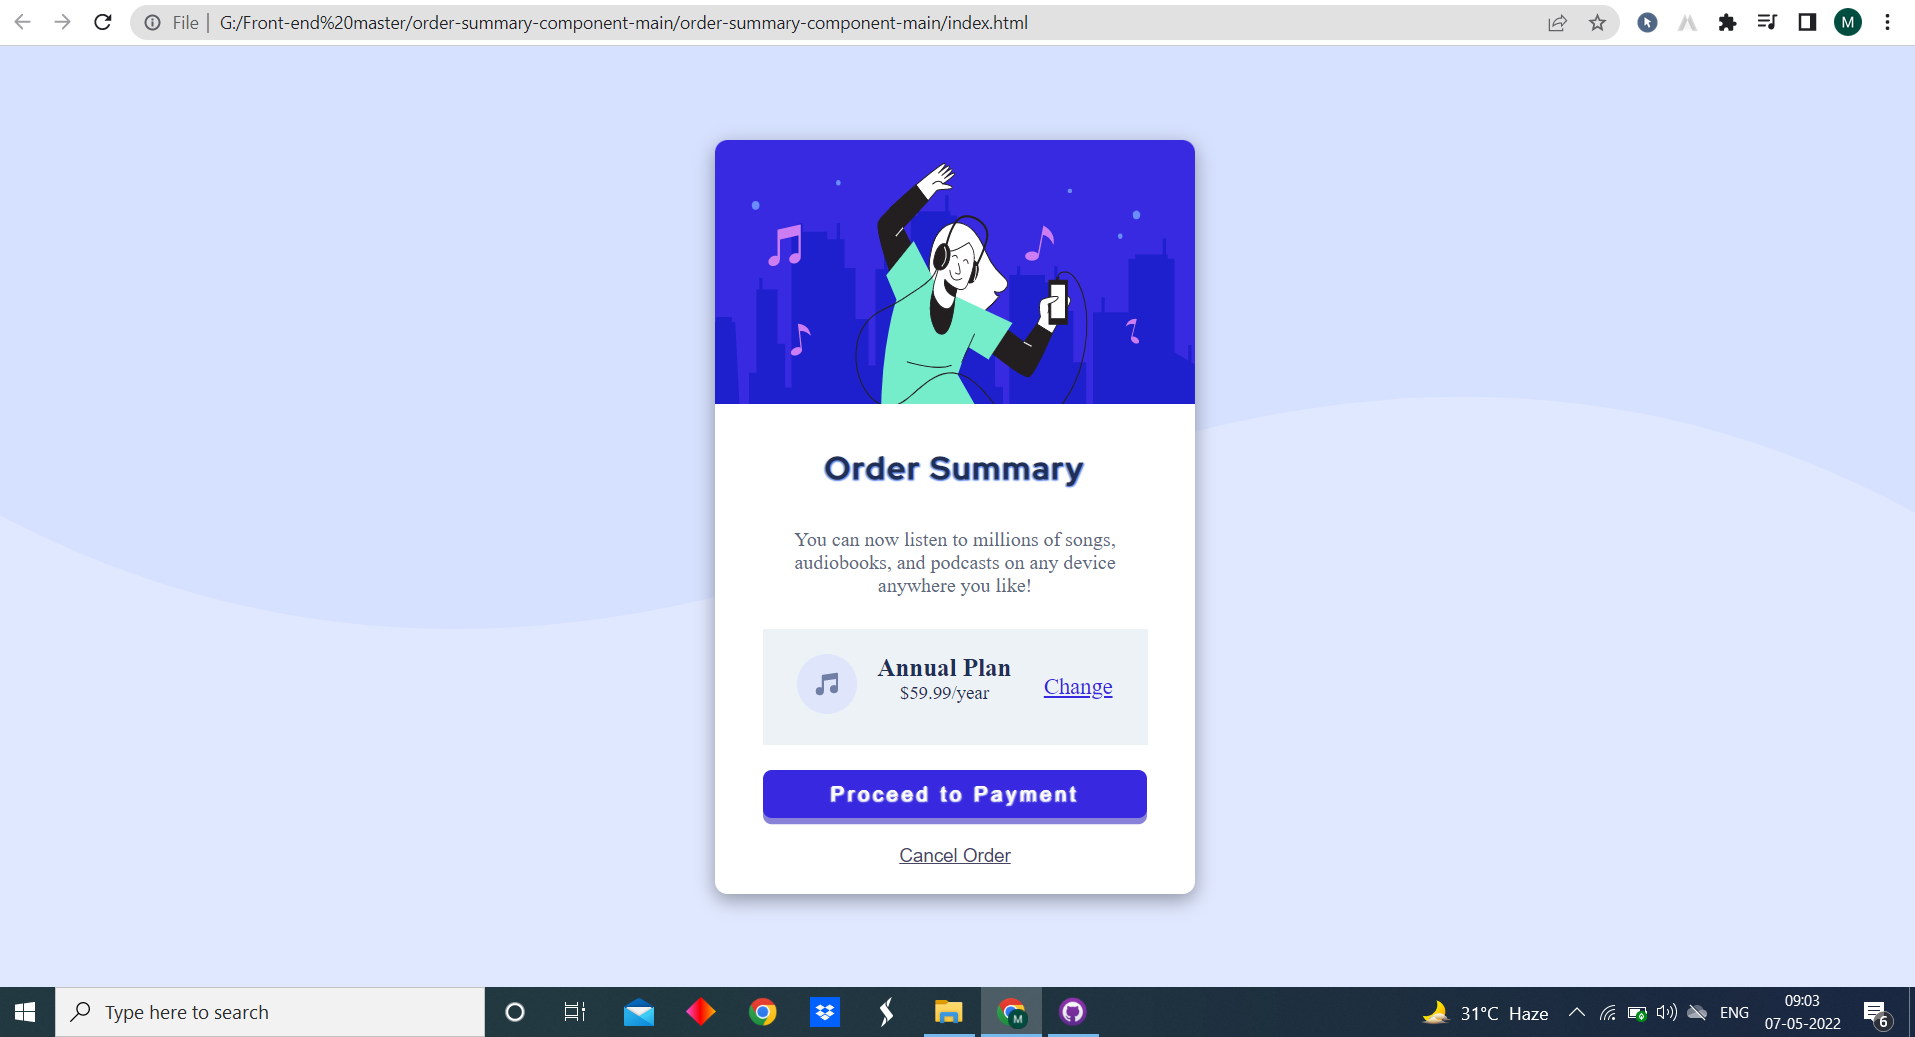 File | G:/Front-end%20master/order-summary-component-main/order-summary-component-main/index.html
M
Order Summary
You can now listen to millions of songs,
audiobooks, and podcasts on any device
anywhere you like!
Annual Plan
$59.99/year
Change
Proceed to Payment
Cancel Order
Type here to search
M
31°C Haze
ENG
09:03
07-05-2022
6